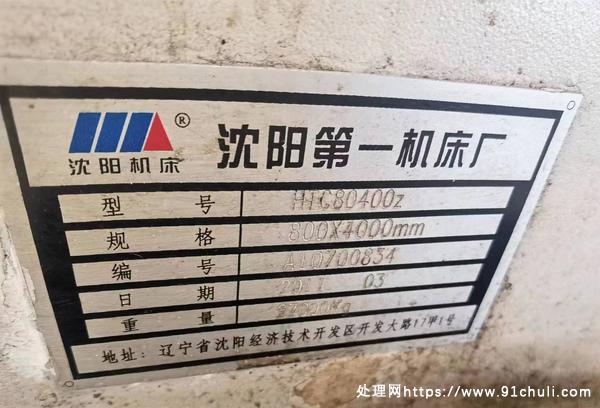 沈阳机床
®
沈阳第一机床厂
型号 HTC80400z
规格 800X4000mm
编号 A10700834
日期 2011 03
重量
地址: 辽宁省沈阳经济技术开发区开发大路17甲1号
处理网https://www.91chuli.com